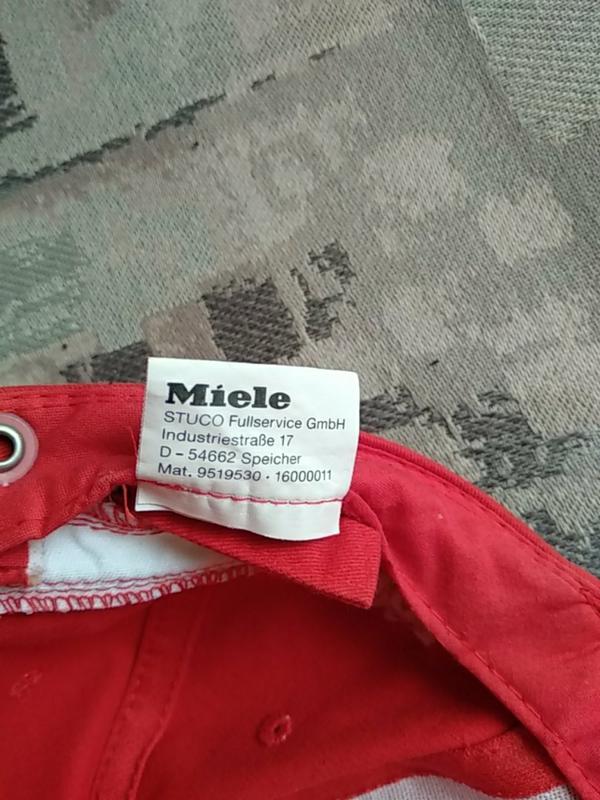 Miele
STUCO Fullservice GmbH
Industriestraße 17
D - 54662 Speicher
Mat. 9519530 · 16000011